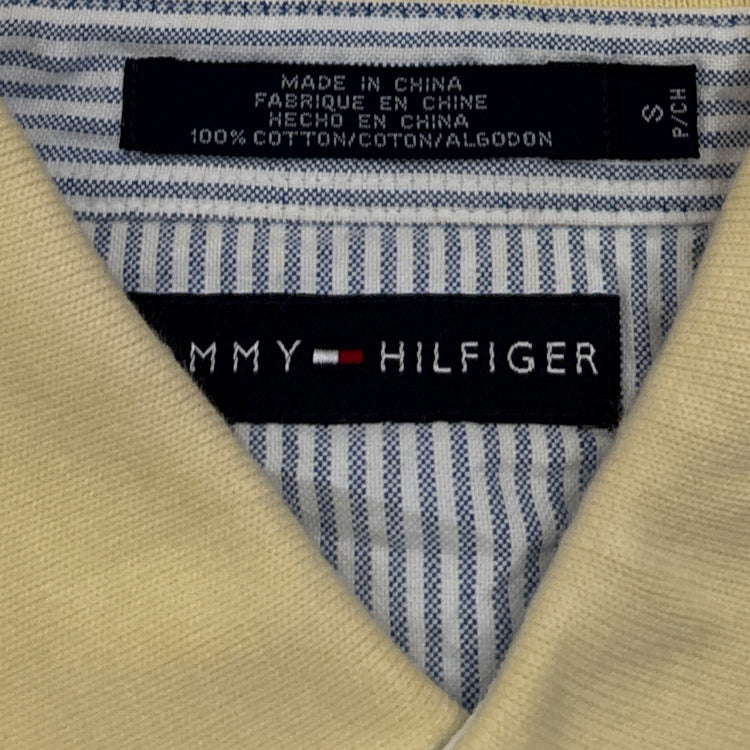 MADE IN CHINA
FABRIQUE EN CHINE
HECHO EN CHINA
100% COTTON/COTON/ALGODON
S
P/CH
MMY HILFIGER